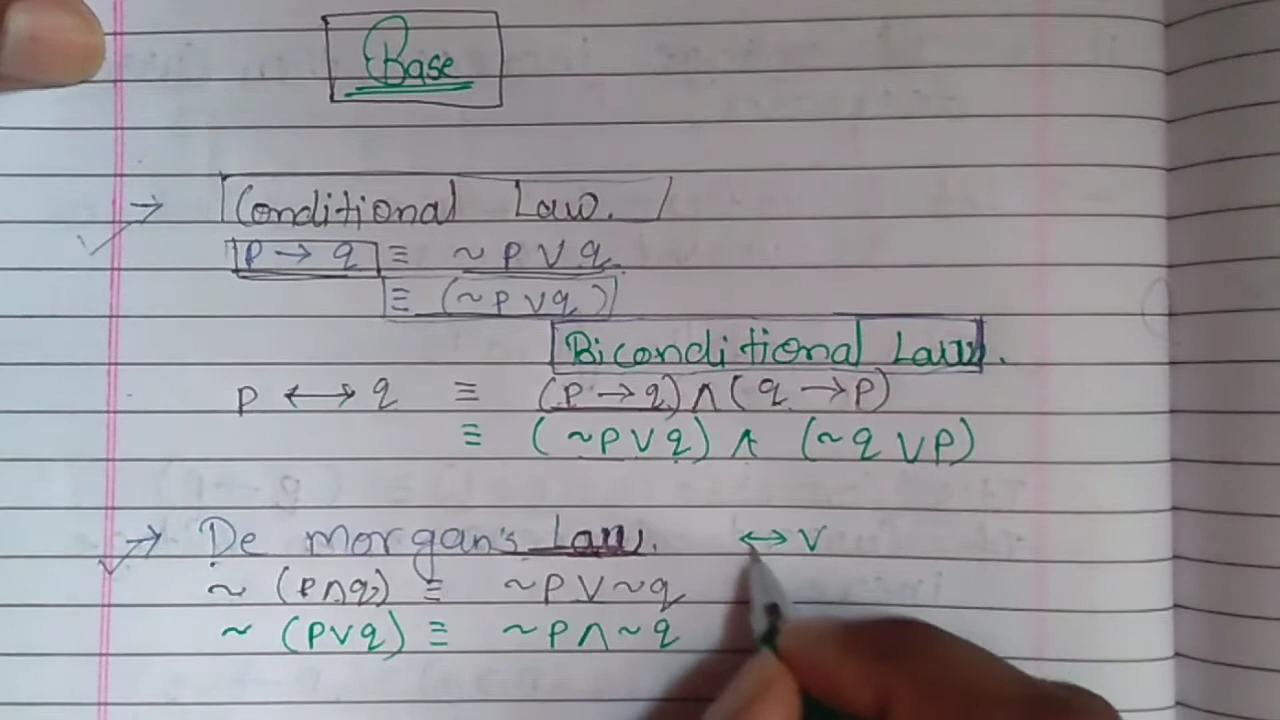 Base
→ Conditional Law.
p → q ≡ ~p ∨ q
≡ (~p ∨ q)
Biconditional Law.
p ↔ q ≡ (p → q) ∧ (q → p)
≡ (~p ∨ q) ∧ (~q ∨ p)
→ De morgan's Law. ↔ ∨
~ (p ∧ q) ≡ ~p ∨ ~q
~ (p ∨ q) ≡ ~p ∧ ~q